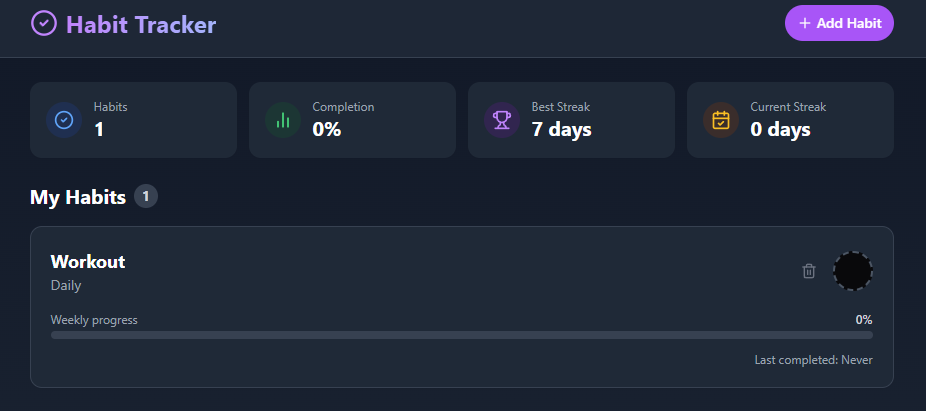 Habit Tracker
+ Add Habit
Habits
1
Completion
0%
Best Streak
7 days
Current Streak
0 days
My Habits 1
Workout
Daily
Weekly progress 0%
Last completed: Never